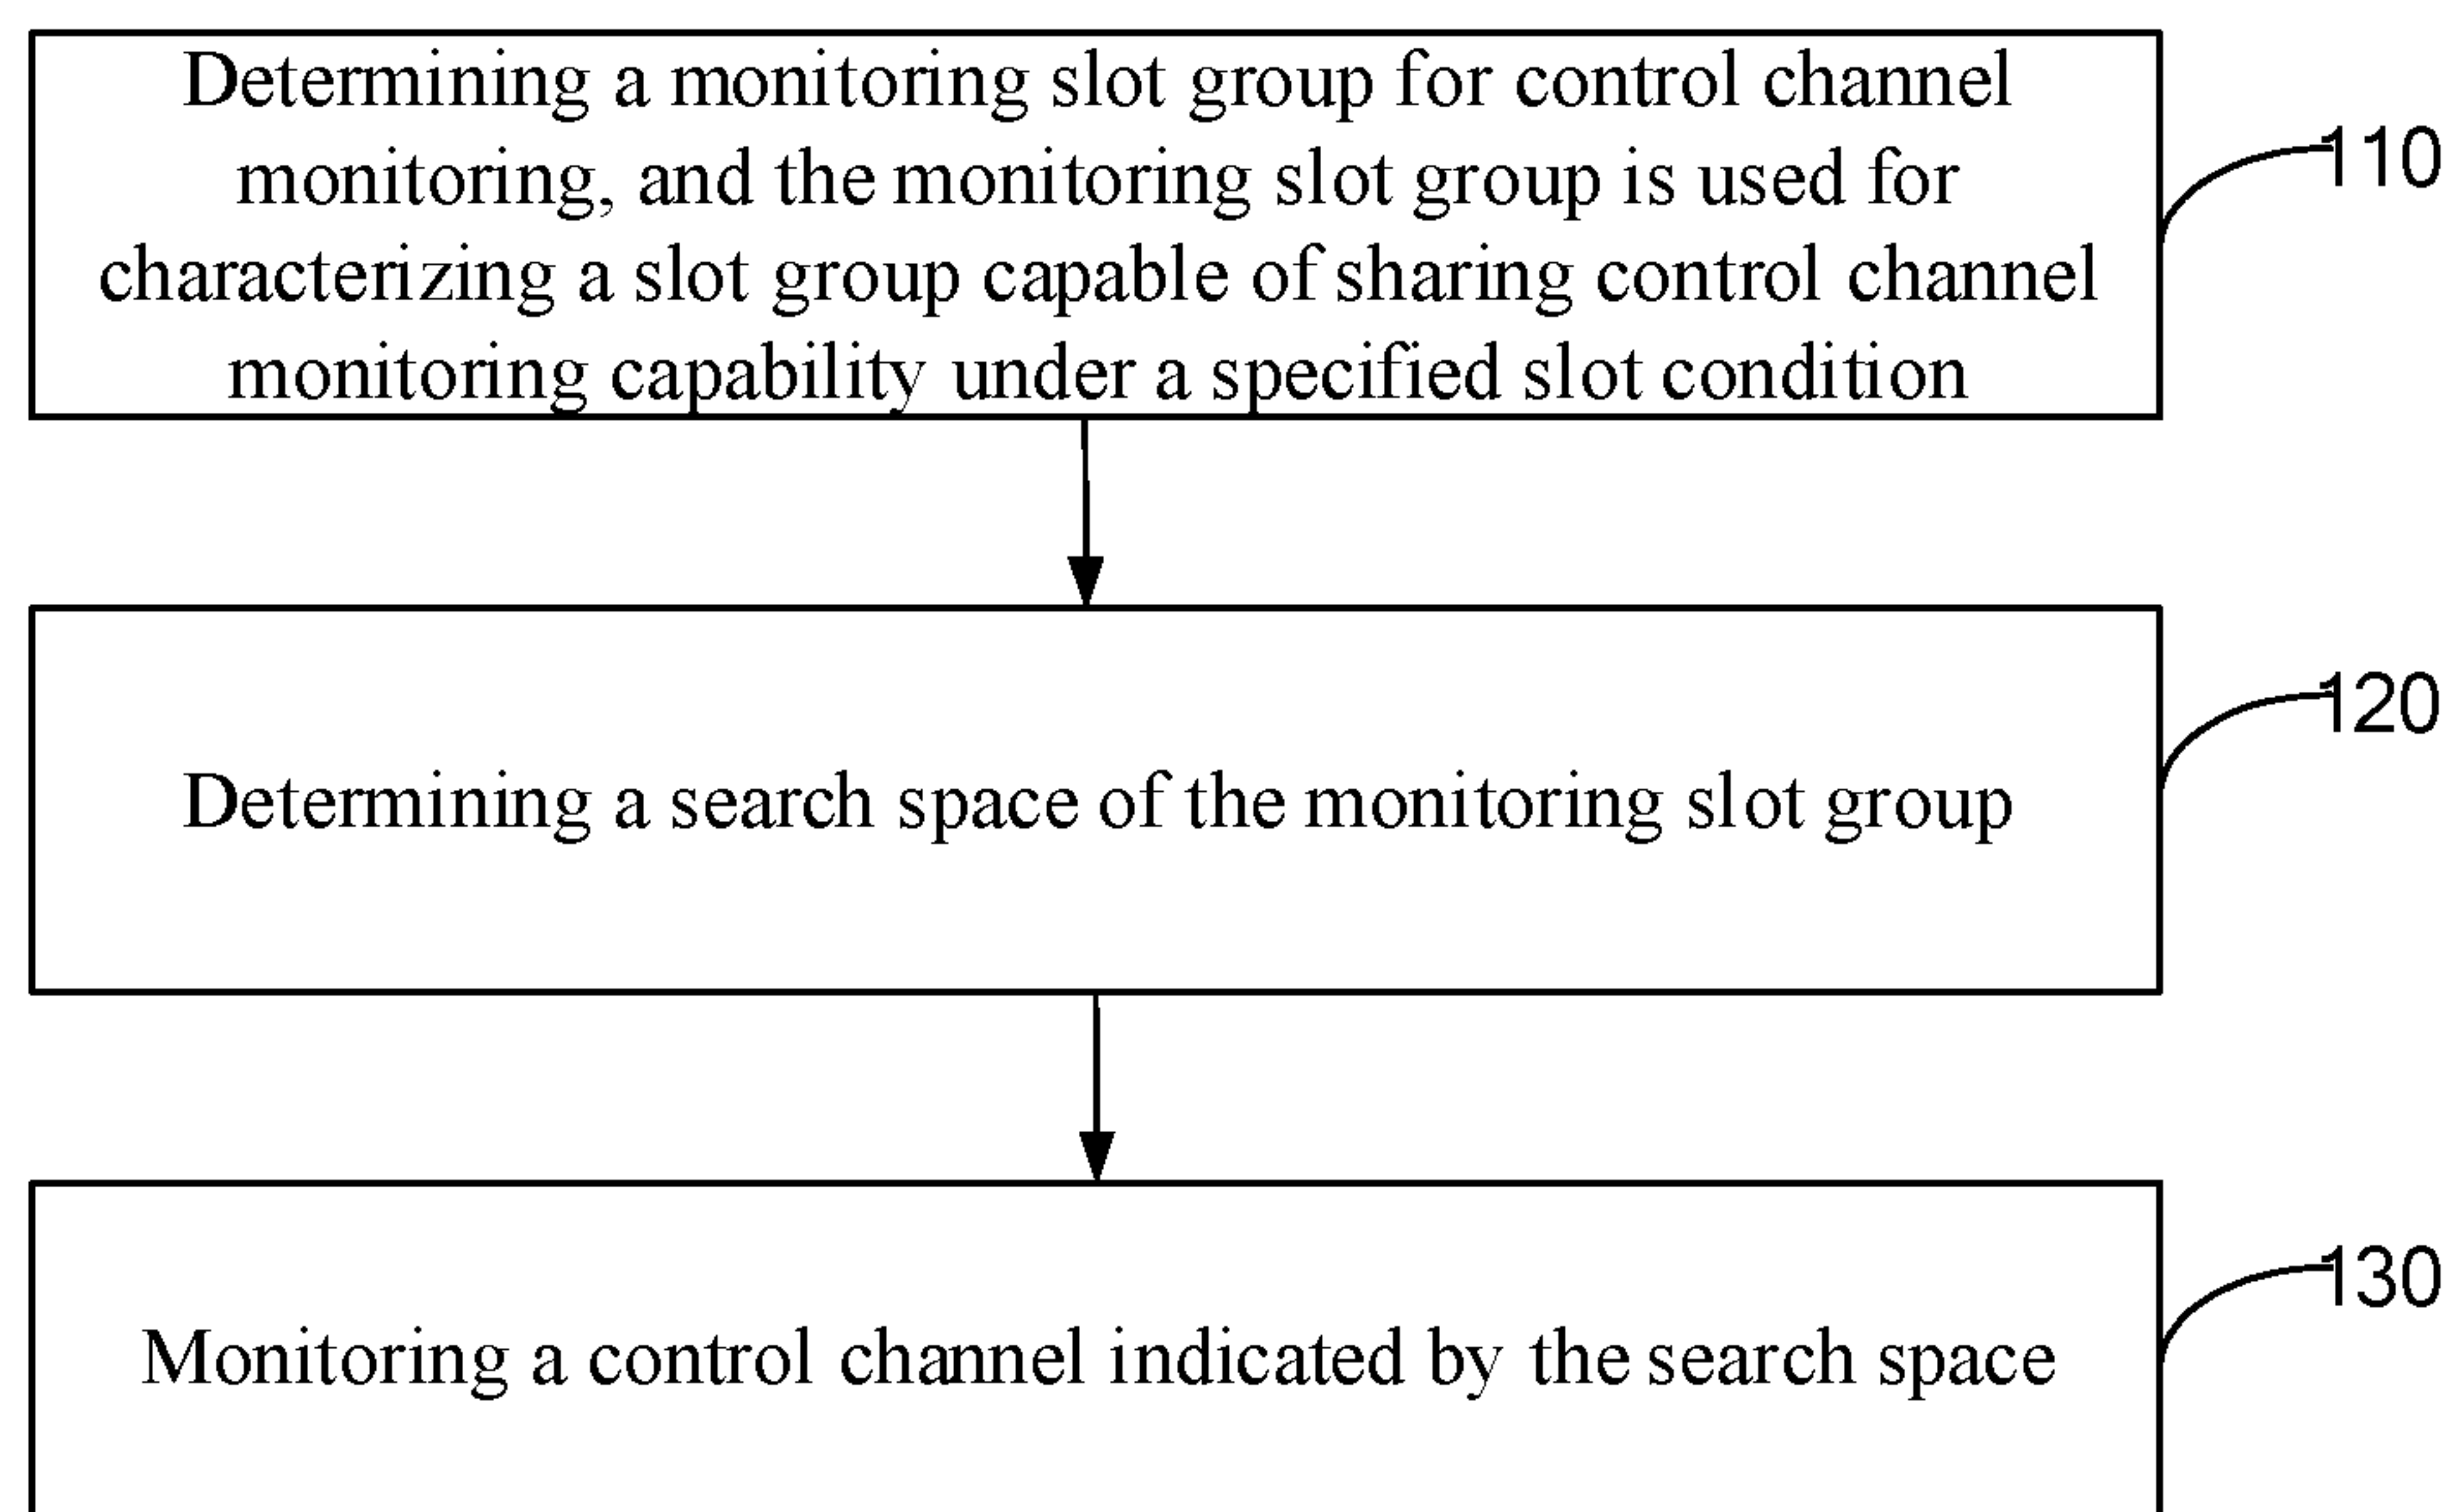 Determining a monitoring slot group for control channel
monitoring, and the monitoring slot group is used for
characterizing a slot group capable of sharing control channel
monitoring capability under a specified slot condition
110
Determining a search space of the monitoring slot group
120
Monitoring a control channel indicated by the search space
130